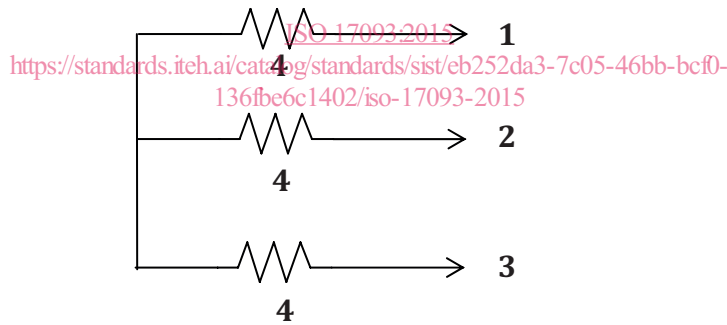 ISO 17093:2015
1
https://standards.iteh.ai/catalog/standards/sist/eb252da3-7c05-46bb-bcf0-
4
136fbe6c1402/iso-17093-2015
2
4
3
4